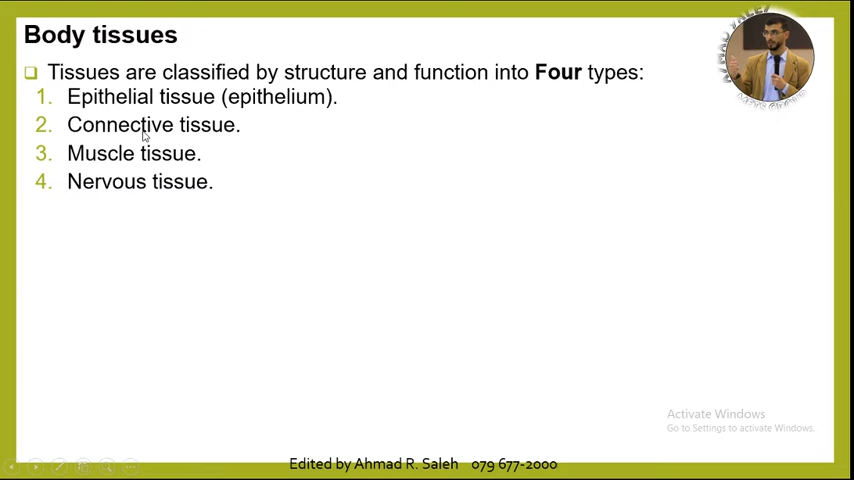 Body tissues
❑ Tissues are classified by structure and function into Four types:
1. Epithelial tissue (epithelium).
2. Connective tissue.
3. Muscle tissue.
4. Nervous tissue.
Activate Windows
Go to Settings to activate Windows.
Edited by Ahmad R. Saleh 079 677-2000